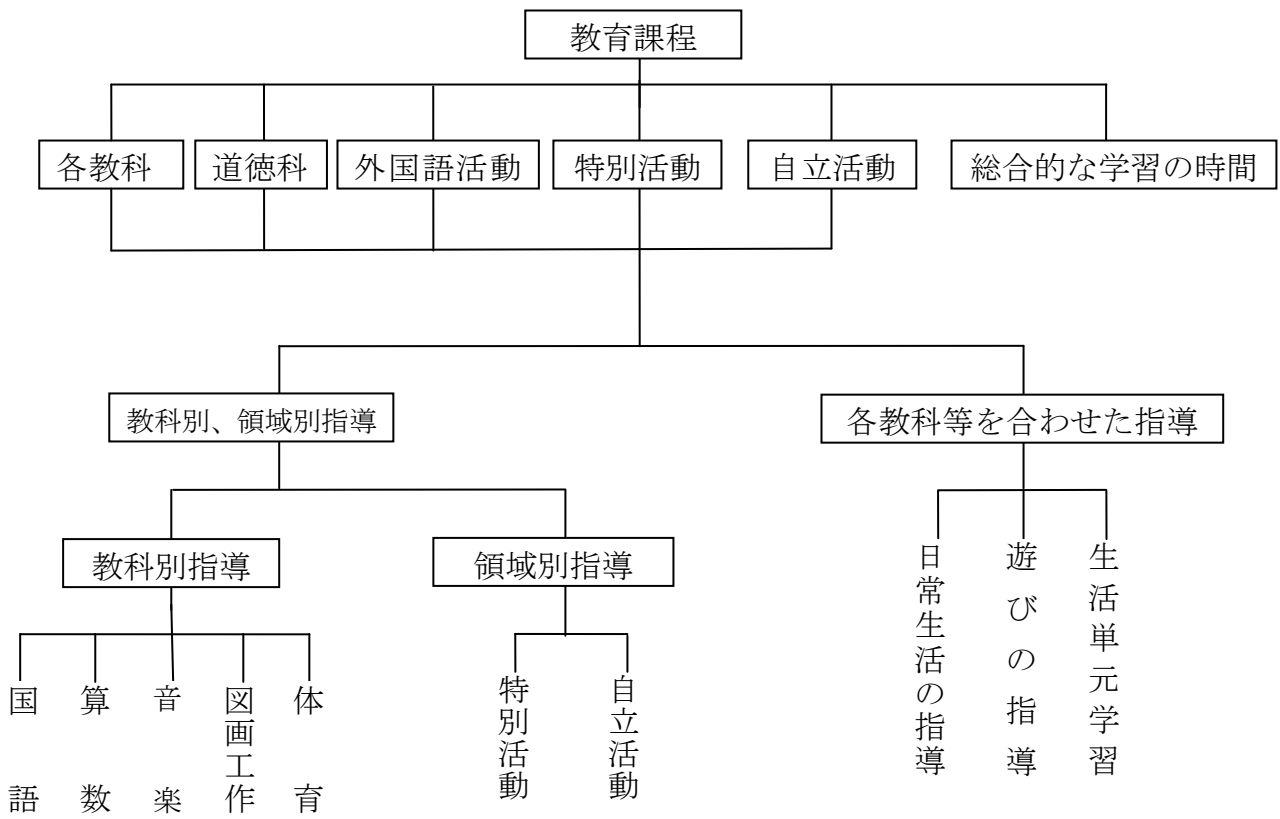 教育課程
各教科
道徳科
外国語活動
特別活動
自立活動
総合的な学習の時間
教科別、領域別指導
各教科等を合わせた指導
教科別指導
領域別指導
国語
算数
音楽
図画工作
体育
特別活動
自立活動
日常生活の指導
遊びの指導
生活単元学習